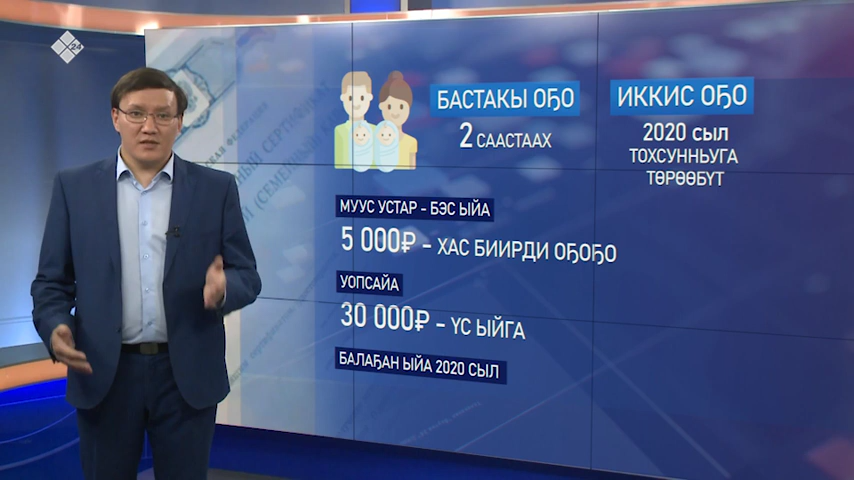 24
БАСТАКЫ ОҔО
2 СААСТААХ
ИККИС ОҔО
2020 сыл
ТОХСУННЬУГА
ТӨРӨӨБҮТ
МУУС УСТАР - БЭС ЫЙА
5 000₽ - ХАС БИИРДИ ОҔОҔО
УОПСАЙА
30 000₽ - ҮС ЫЙГА
БАЛАҔАН ЫЙА 2020 СЫЛ